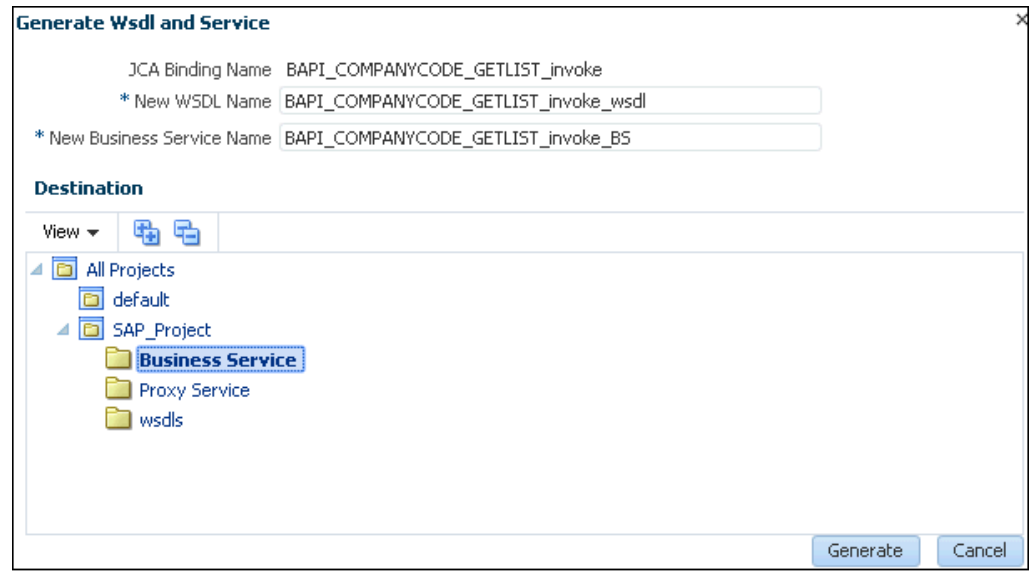 Generate Wsdl and Service
JCA Binding Name BAPI_COMPANYCODE_GETLIST_invoke
* New WSDL Name BAPI_COMPANYCODE_GETLIST_invoke_wsdl
* New Business Service Name BAPI_COMPANYCODE_GETLIST_invoke_BS
Destination
View
All Projects
default
SAP_Project
Business Service
Proxy Service
wsdls
Generate Cancel